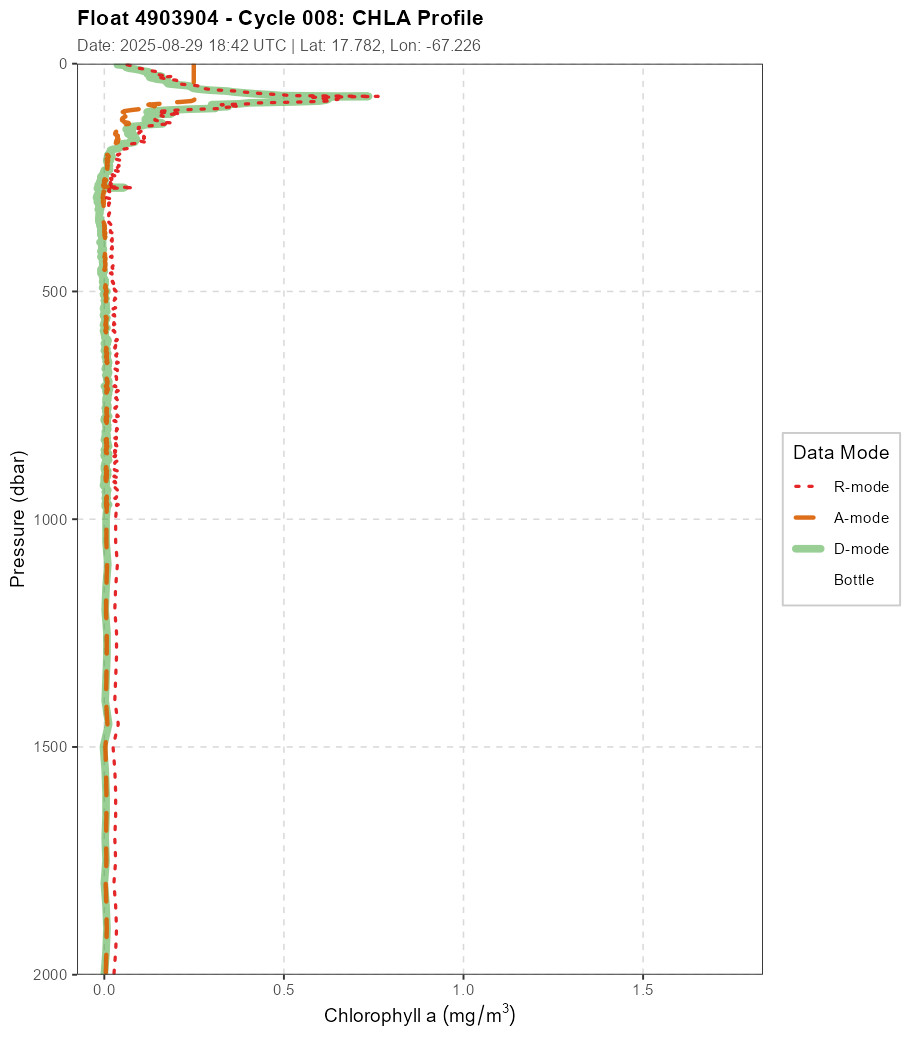 Float 4903904 - Cycle 008: CHLA Profile
Date: 2025-08-29 18:42 UTC | Lat: 17.782, Lon: -67.226
0
500
1000
1500
2000
Pressure (dbar)
0.0 0.5 1.0 1.5
Chlorophyll a (mg/m³)
Data Mode
R-mode
A-mode
D-mode
Bottle